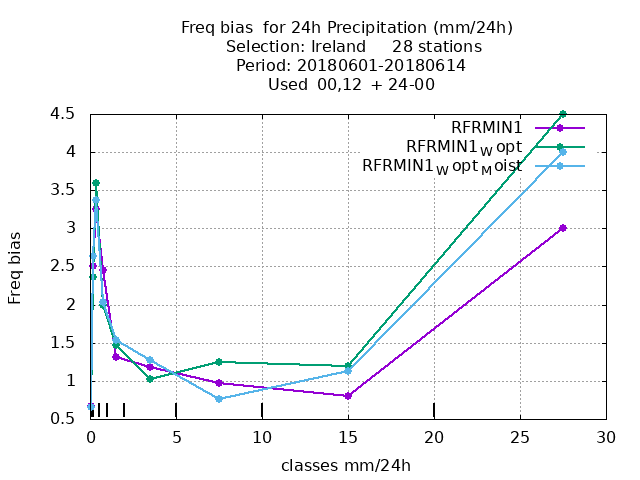 Freq bias  for 24h Precipitation (mm/24h)
Selection: Ireland     28 stations
Period: 20180601-20180614
Used  00,12  + 24-00
4.5
4
3.5
3
2.5
2
1.5
1
0.5
Freq bias
RFRMIN1
RFRMIN1_W opt
RFRMIN1_W opt_M oist
0 5 10 15 20 25 30
classes mm/24h